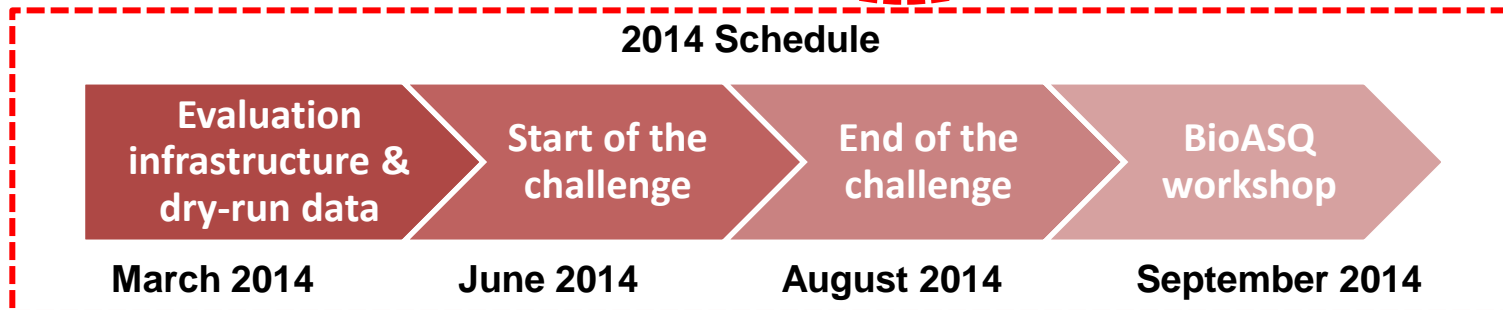 2014 Schedule
Evaluation
infrastructure &
dry-run data
Start of the
challenge
End of the
challenge
BioASQ
workshop
March 2014
June 2014
August 2014
September 2014